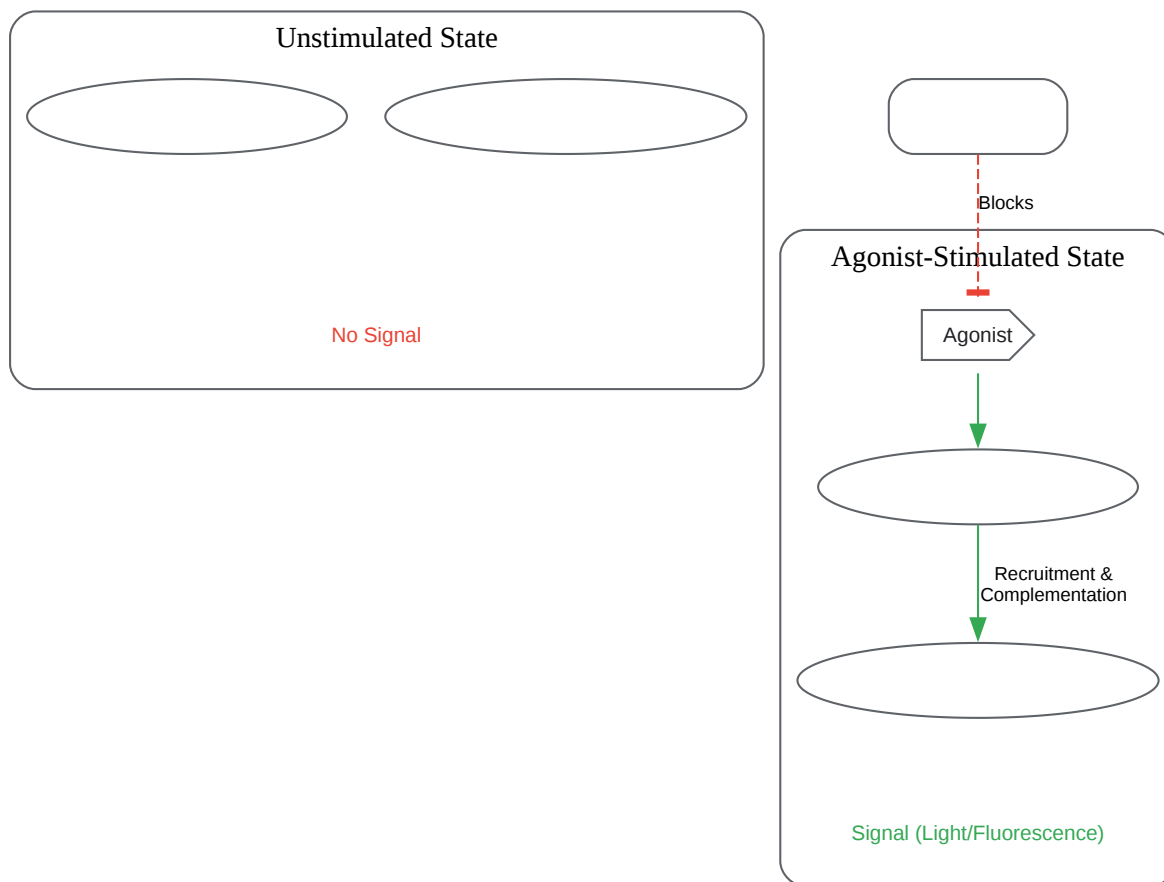 Unstimulated State
No Signal
Blocks
Agonist-Stimulated State
Agonist
Recruitment &
Complementation
Signal (Light/Fluorescence)